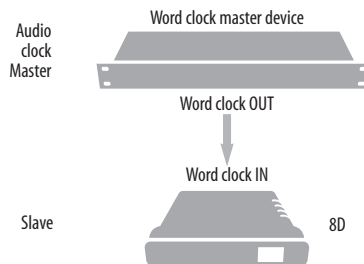 Word clock master device
Audio
clock
Master
Word clock OUT
Word clock IN
Slave
8D